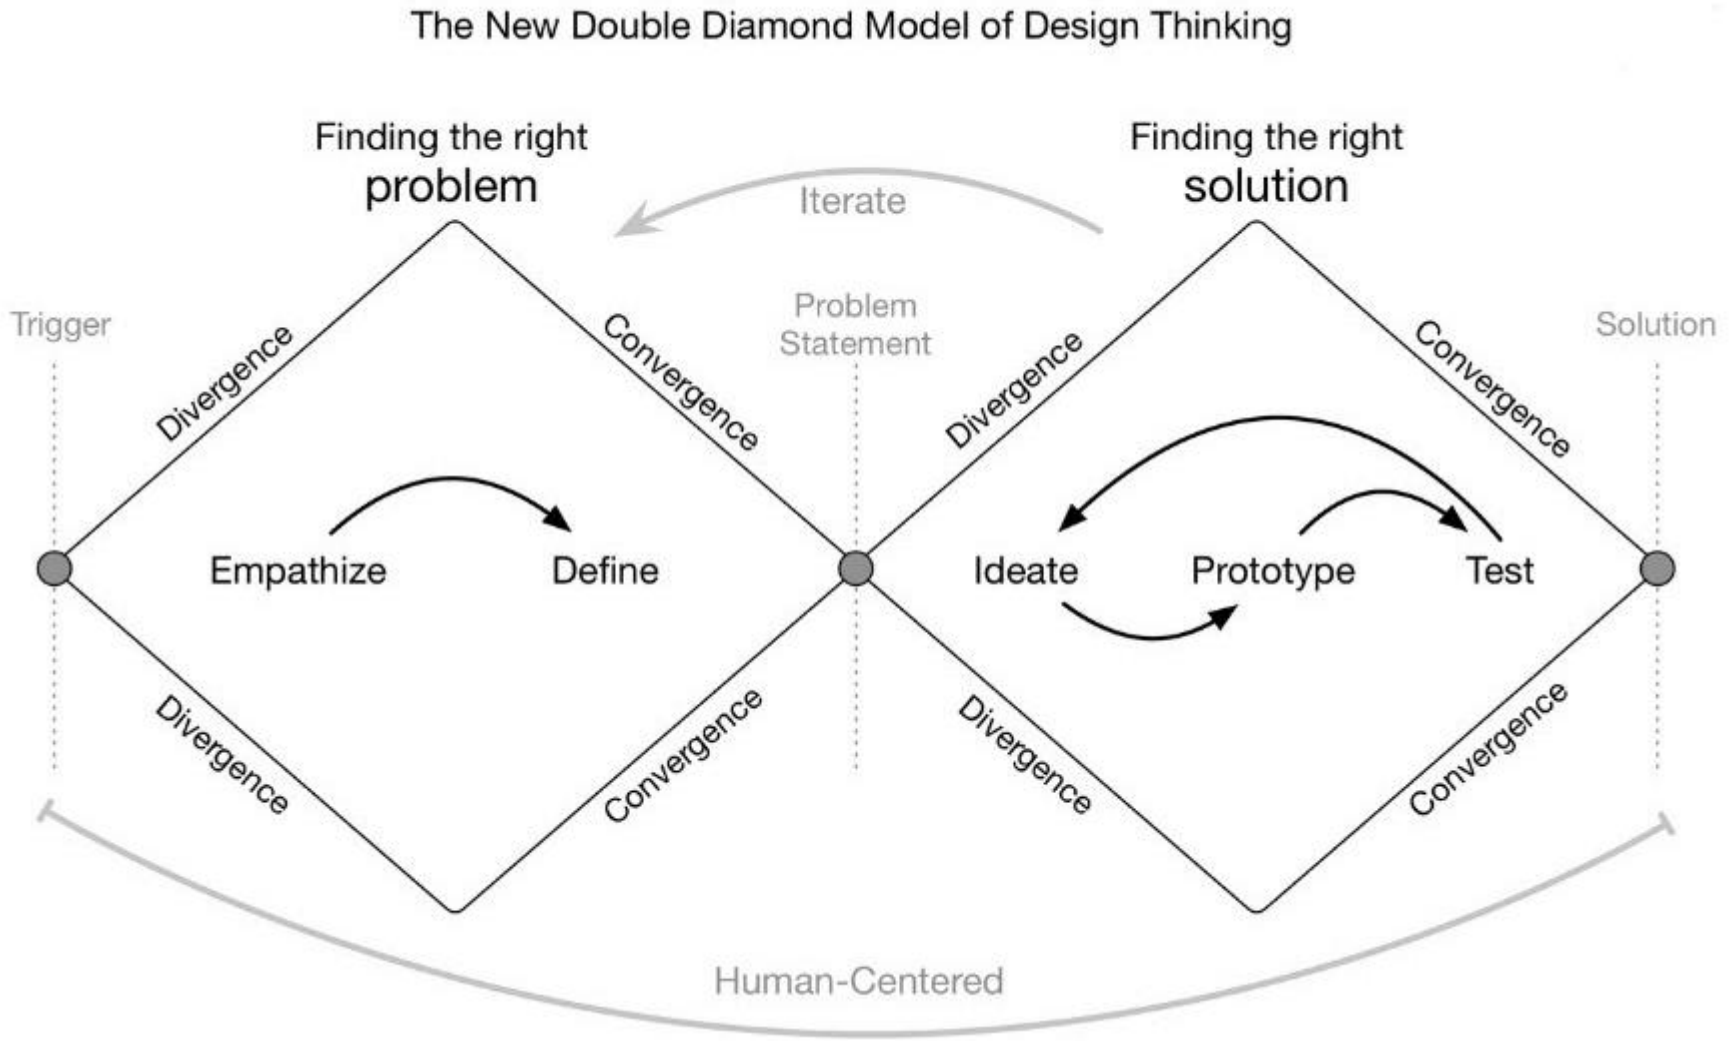 The New Double Diamond Model of Design Thinking
Finding the right
problem
Finding the right
solution
Iterate
Trigger
Problem
Statement
Solution
Divergence
Convergence
Divergence
Convergence
Empathize
Define
Ideate
Prototype
Test
Divergence
Convergence
Divergence
Convergence
Human-Centered